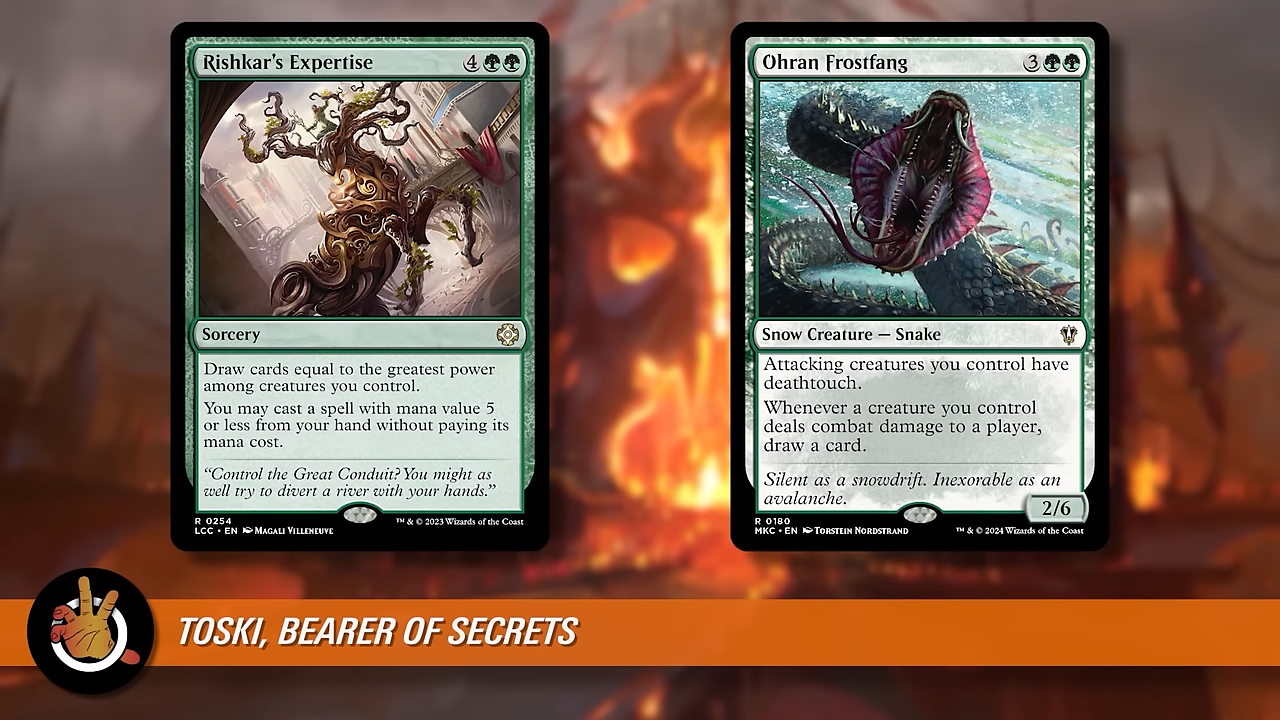 Rishkar's Expertise 4
Sorcery
Draw cards equal to the greatest power
among creatures you control.
You may cast a spell with mana value 5
or less from your hand without paying its
mana cost.
“Control the Great Conduit? You might as
well try to divert a river with your hands.”
R 0254
LCC • EN MAGALI VILLENEUVE
™ & © 2023 Wizards of the Coast
Ohran Frostfang 3
Snow Creature — Snake
Attacking creatures you control have
deathtouch.
Whenever a creature you control
deals combat damage to a player,
draw a card.
Silent as a snowdrift. Inexorable as an
avalanche.
2/6
R 0180
MKC • EN TORSTEIN NORDSTRAND
™ & © 2024 Wizards of the Coast
TOSKI, BEARER OF SECRETS